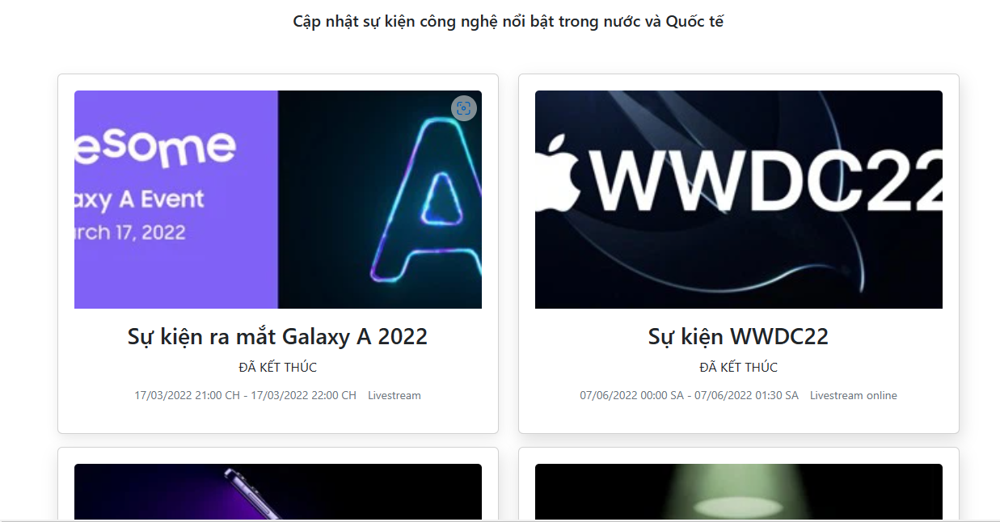 Cập nhật sự kiện công nghệ nổi bật trong nước và Quốc tế
esome
axy A Event
rch 17, 2022
WWDC22
Sự kiện ra mắt Galaxy A 2022
ĐÃ KẾT THÚC
17/03/2022 21:00 CH - 17/03/2022 22:00 CH Livestream
Sự kiện WWDC22
ĐÃ KẾT THÚC
07/06/2022 00:00 SA - 07/06/2022 01:30 SA Livestream online